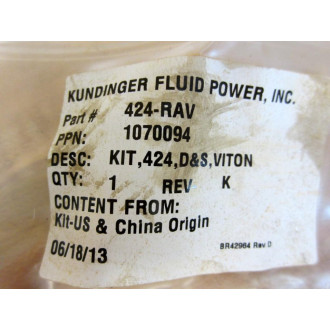 KUNDINGER FLUID POWER, INC.
Part # 424-RAV
PPN: 1070094
DESC: KIT,424,D&S,VITON
QTY: 1 REV K
CONTENT FROM:
Kit-US & China Origin
06/18/13
BR42984 Rev D